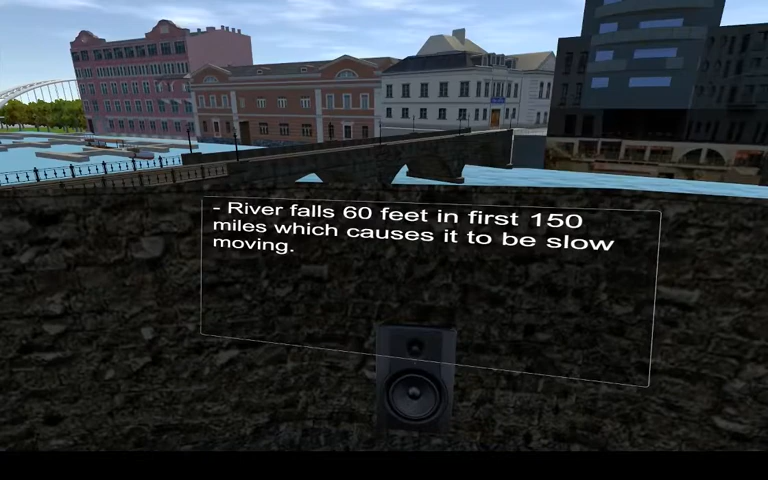 - River falls 60 feet in first 150
miles which causes it to be slow
moving.